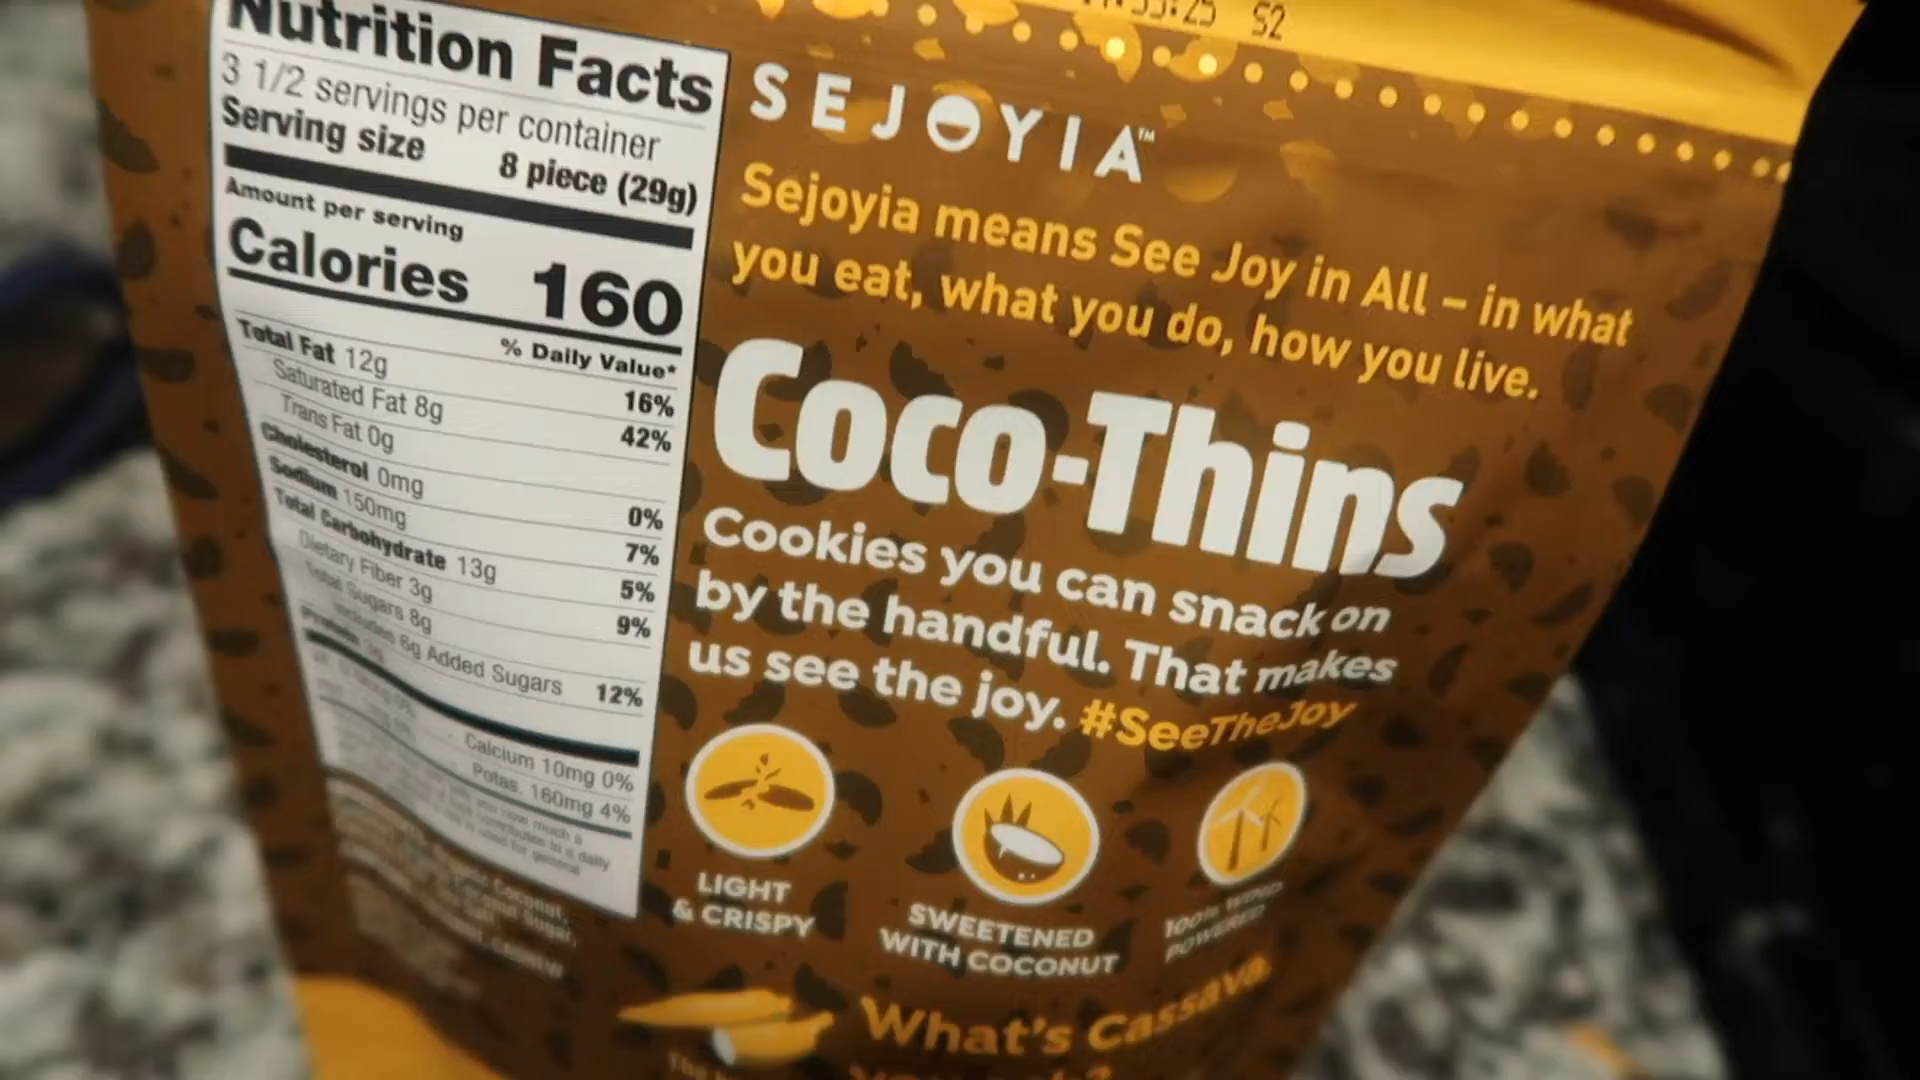 :25 S2
Nutrition Facts
3 1/2 servings per container
Serving size 8 piece (29g)
Amount per serving
Calories 160
% Daily Value*
Total Fat 12g 16%
Saturated Fat 8g 42%
Trans Fat 0g
Cholesterol 0mg 0%
Sodium 150mg 7%
Total Carbohydrate 13g 5%
Dietary Fiber 3g 9%
Total Sugars 8g
Includes 6g Added Sugars 12%
Protein
Calcium 10mg 0%
Potas. 160mg 4%
SEJOYIA™
Sejoyia means See Joy in All – in what
you eat, what you do, how you live.
Coco-Thins
Cookies you can snack on
by the handful. That makes
us see the joy. #SeeTheJoy
LIGHT
& CRISPY
SWEETENED
WITH COCONUT
100% WIND
POWERED
What's Cassava